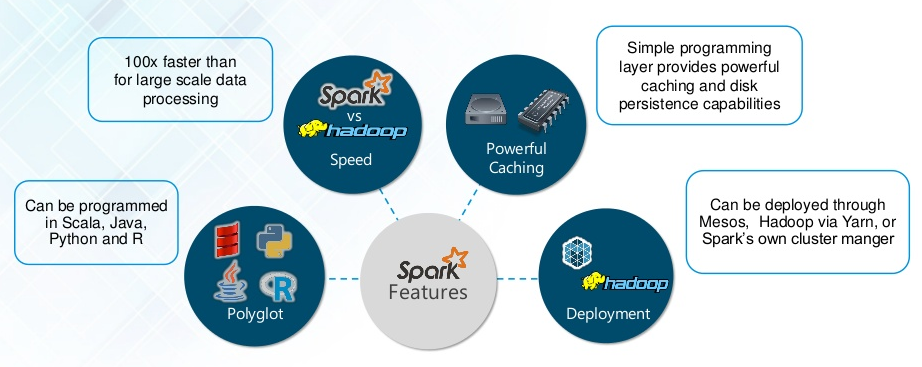 100x faster than
for large scale data
processing
Spark
vs
hadoop
Speed
Powerful
Caching
Simple programming
layer provides powerful
caching and disk
persistence capabilities
Can be programmed
in Scala, Java,
Python and R
Java
R
Polyglot
Spark
Features
hadoop
Deployment
Can be deployed through
Mesos, Hadoop via Yarn, or
Spark's own cluster manger